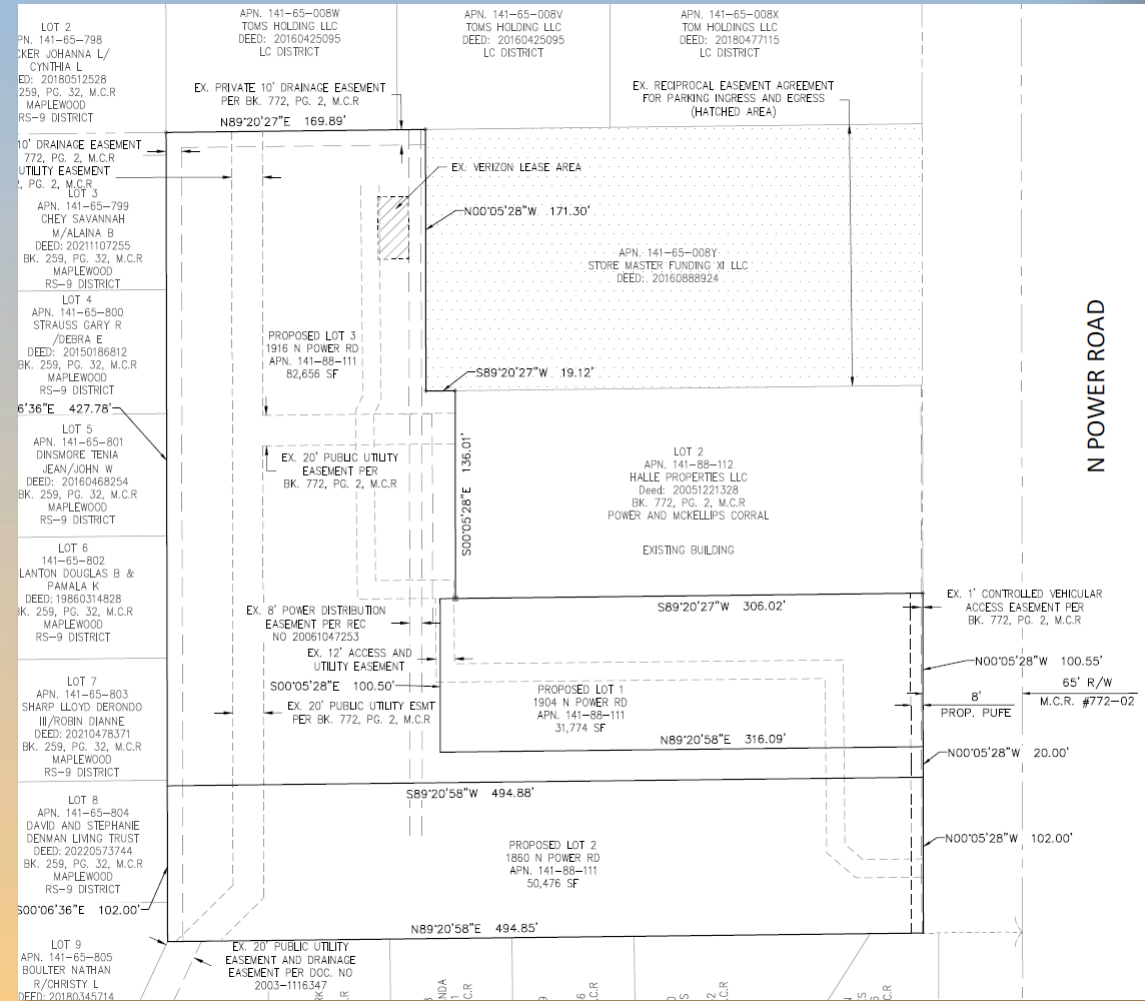 LOT 2
PN. 141-65-798
CKER JOHANNA L/
CYNTHIA L
ED: 20180512528
259, PG. 32, M.C.R
MAPLEWOOD
RS-9 DISTRICT
APN. 141-65-008W
TOMS HOLDING LLC
DEED: 20160425095
LC DISTRICT
APN. 141-65-008V
TOMS HOLDING LLC
DEED: 20160425095
LC DISTRICT
APN. 141-65-008X
TOM HOLDINGS LLC
DEED: 20180477115
LC DISTRICT
EX. PRIVATE 10' DRAINAGE EASEMENT
PER BK. 772, PG. 2, M.C.R
N89°20'27"E 169.89'
EX. RECIPROCAL EASEMENT AGREEMENT
FOR PARKING INGRESS AND EGRESS
(HATCHED AREA)
10' DRAINAGE EASEMENT
772, PG. 2, M.C.R
UTILITY EASEMENT
, PG. 2, M.C.R
LOT 3
APN. 141-65-799
CHEY SAVANNAH
M/ALAINA B
DEED: 20211107255
BK. 259, PG. 32, M.C.R
MAPLEWOOD
RS-9 DISTRICT
EX. VERIZON LEASE AREA
N00°05'28"W 171.30'
APN. 141-65-008Y
STORE MASTER FUNDING XI LLC
DEED: 20160888924
LOT 4
APN. 141-65-800
STRAUSS GARY R
/DEBRA E
DEED: 20150186812
BK. 259, PG. 32, M.C.R
MAPLEWOOD
RS-9 DISTRICT
PROPOSED LOT 3
1916 N POWER RD
APN. 141-88-111
82,656 SF
S89°20'27"W 19.12'
N POWER ROAD
6'36"E 427.78'
LOT 5
APN. 141-65-801
DINSMORE TENIA
JEAN/JOHN W
DEED: 20160468254
BK. 259, PG. 32, M.C.R
MAPLEWOOD
RS-9 DISTRICT
EX. 20' PUBLIC UTILITY
EASEMENT PER
BK. 772, PG. 2, M.C.R
S00°05'28"E 136.01'
LOT 2
APN. 141-88-112
HALLE PROPERTIES LLC
Deed: 20051221328
BK. 772, PG. 2, M.C.R
POWER AND MCKELLIPS CORRAL
EXISTING BUILDING
LOT 6
141-65-802
LANTON DOUGLAS B &
PAMALA K
DEED: 19860314828
BK. 259, PG. 32, M.C.R
MAPLEWOOD
RS-9 DISTRICT
EX. 8' POWER DISTRIBUTION
EASEMENT PER REC
NO 20061047253
EX. 12' ACCESS AND
UTILITY EASEMENT
S89°20'27"W 306.02'
EX. 1' CONTROLLED VEHICULAR
ACCESS EASEMENT PER
BK. 772, PG. 2, M.C.R
N00°05'28"W 100.55'
65' R/W
M.C.R. #772-02
8'
PROP. PUFE
S00°05'28"E 100.50'
LOT 7
APN. 141-65-803
SHARP LLOYD DERONDO
III/ROBIN DIANNE
DEED: 20210478371
BK. 259, PG. 32, M.C.R
MAPLEWOOD
RS-9 DISTRICT
EX. 20' PUBLIC UTILITY ESMT
PER BK. 772, PG. 2, M.C.R
PROPOSED LOT 1
1904 N POWER RD
APN. 141-88-111
31,774 SF
N89°20'58"E 316.09'
N00°05'28"W 20.00'
S89°20'58"W 494.88'
LOT 8
APN. 141-65-804
DAVID AND STEPHANIE
DENMAN LIVING TRUST
DEED: 20220573744
BK. 259, PG. 32, M.C.R
MAPLEWOOD
RS-9 DISTRICT
PROPOSED LOT 2
1860 N POWER RD
APN. 141-88-111
50,476 SF
N00°05'28"W 102.00'
S00°06'36"E 102.00'
N89°20'58"E 494.85'
LOT 9
APN. 141-65-805
BOULTER NATHAN
R/CHRISTY L
DEED: 20180345714
EX. 20' PUBLIC UTILITY
EASEMENT AND DRAINAGE
EASEMENT PER DOC. NO
2003-1116347